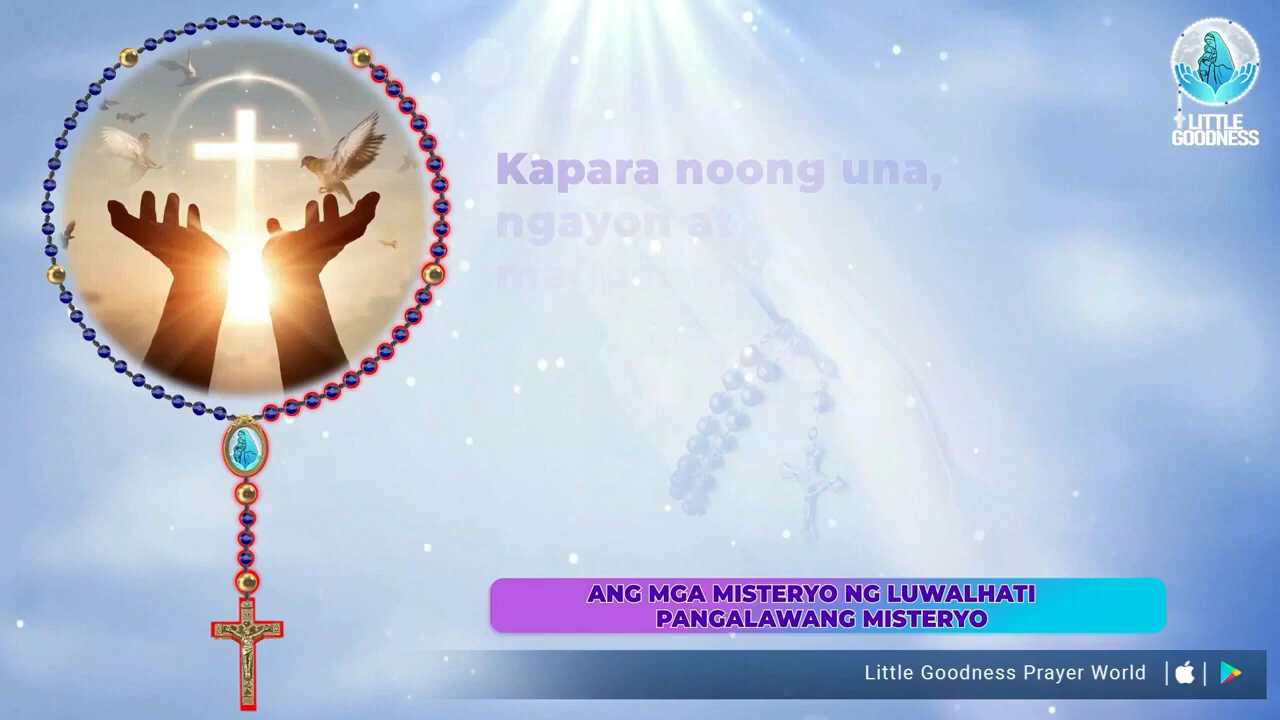 LITTLE
GOODNESS
Kapara noong una,
ngayon at
ANG MGA MISTERYO NG LUWALHATI
PANGALAWANG MISTERYO
Little Goodness Prayer World